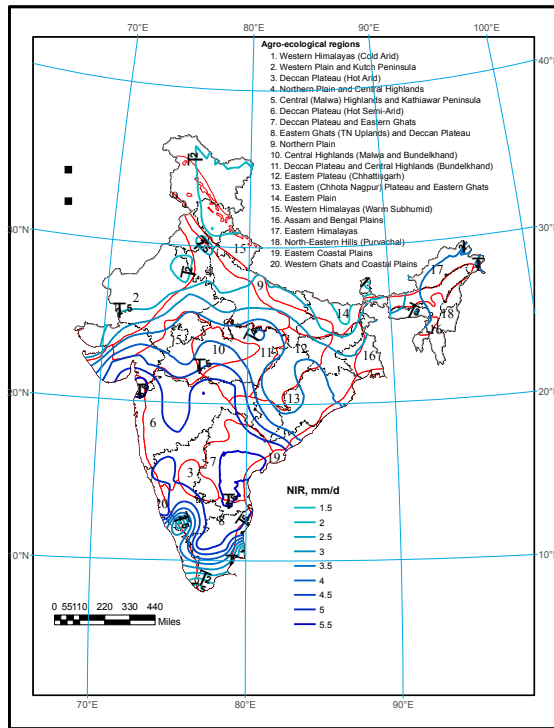 70°E
80°E
90°E
100°E
Agro-ecological regions
1. Western Himalayas (Cold Arid)
2. Western Plain and Kutch Peninsula
3. Deccan Plateau (Hot Arid)
4. Northern Plain and Central Highlands
5. Central (Malwa) Highlands and Kathiawar Peninsula
6. Deccan Plateau (Hot Semi-Arid)
7. Deccan Plateau and Eastern Ghats
8. Eastern Ghats (TN Uplands) and Deccan Plateau
9. Northern Plain
10. Central Highlands (Malwa and Bundelkhand)
11. Deccan Plateau and Central Highlands (Bundelkhand)
12. Eastern Plateau (Chhattisgarh)
13. Eastern (Chhota Nagpur) Plateau and Eastern Ghats
14. Eastern Plain
15. Western Himalayas (Warm Subhumid)
16. Assam and Bengal Plains
17. Eastern Himalayas
18. North-Eastern Hills (Purvachal)
19. Eastern Coastal Plains
20. Western Ghats and Coastal Plains
40°
30°
20°
10°
0°N
0°N
0°N
15
17
2
9
14
18
10
11
12
16
13
6
7
3
19
20
8
NIR, mm/d
1.5
2
2.5
3
3.5
4
4.5
5
5.5
0 55110 220 330 440
Miles
70°E
80°E
90°E